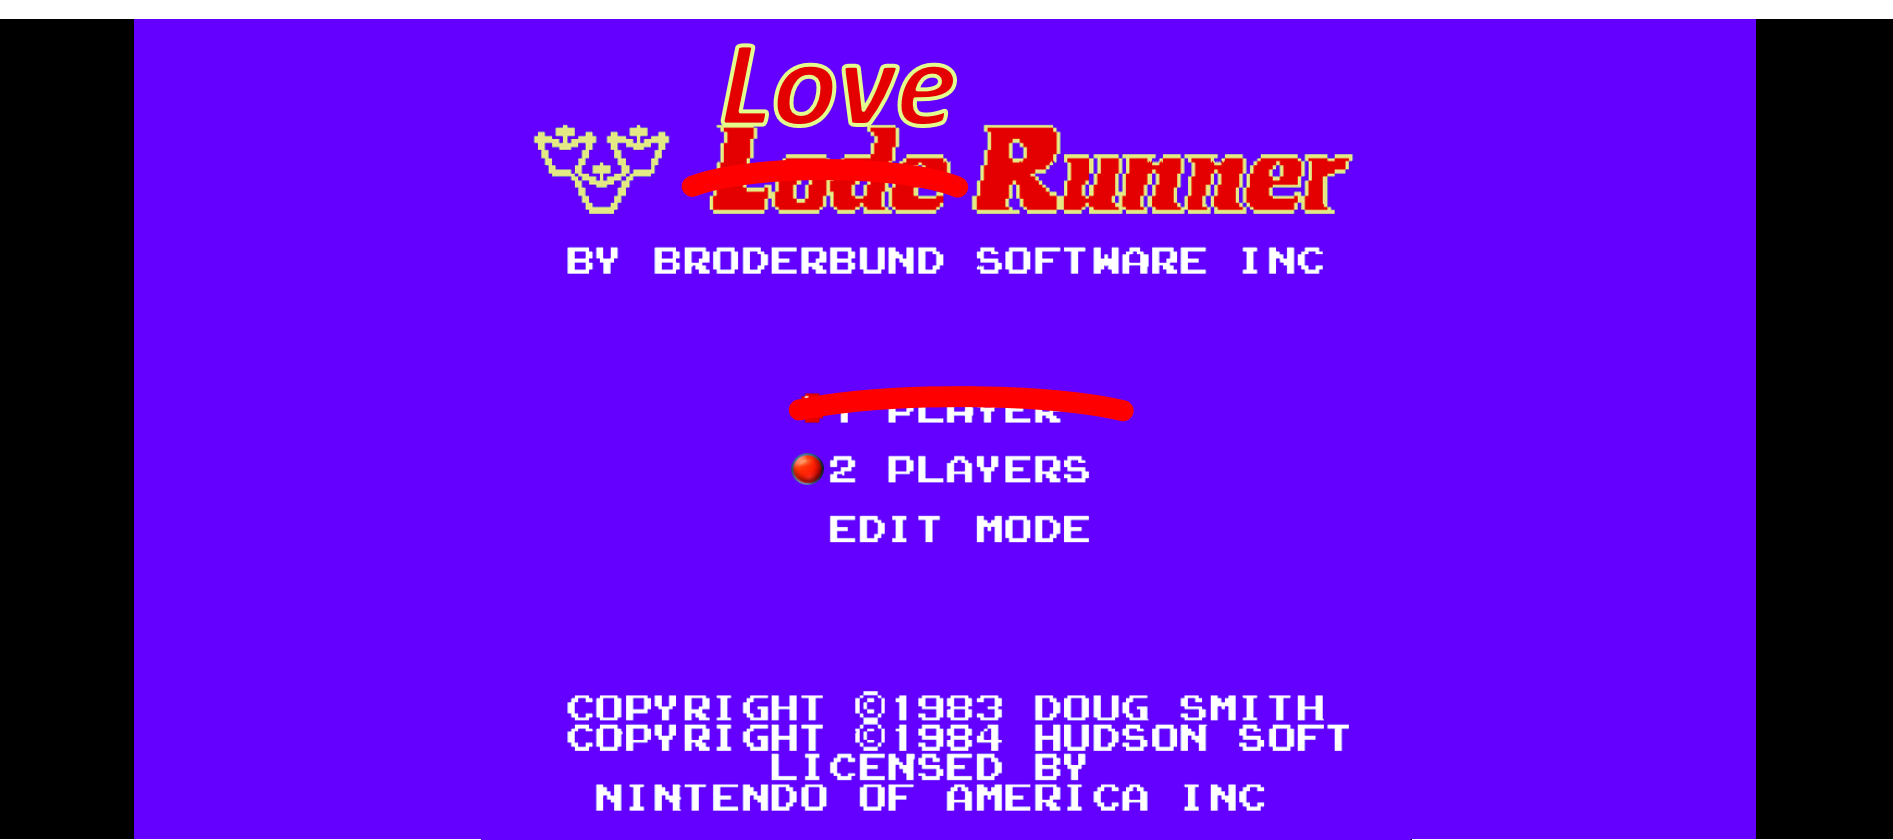 Love
Lode Runner
BY BRODERBUND SOFTWARE INC
1 PLAYER
2 PLAYERS
EDIT MODE
COPYRIGHT ©1983 DOUG SMITH
COPYRIGHT ©1984 HUDSON SOFT
LICENSED BY
NINTENDO OF AMERICA INC